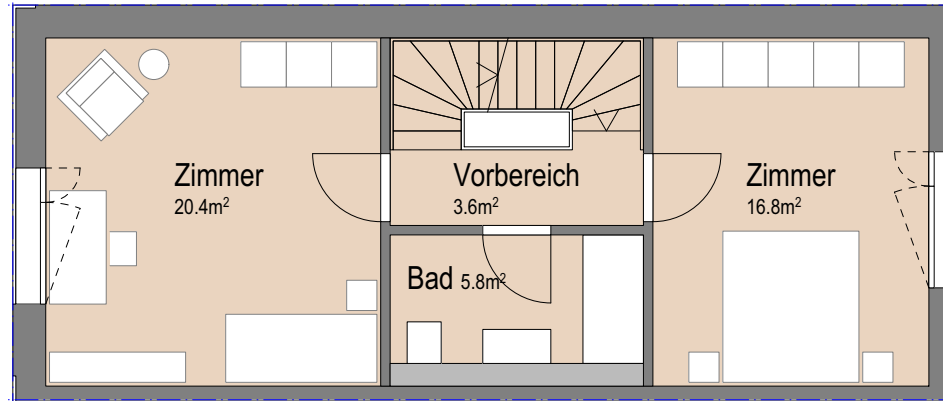 Zimmer
20.4m²
Vorbereich
3.6m²
Zimmer
16.8m²
Bad 5.8m²